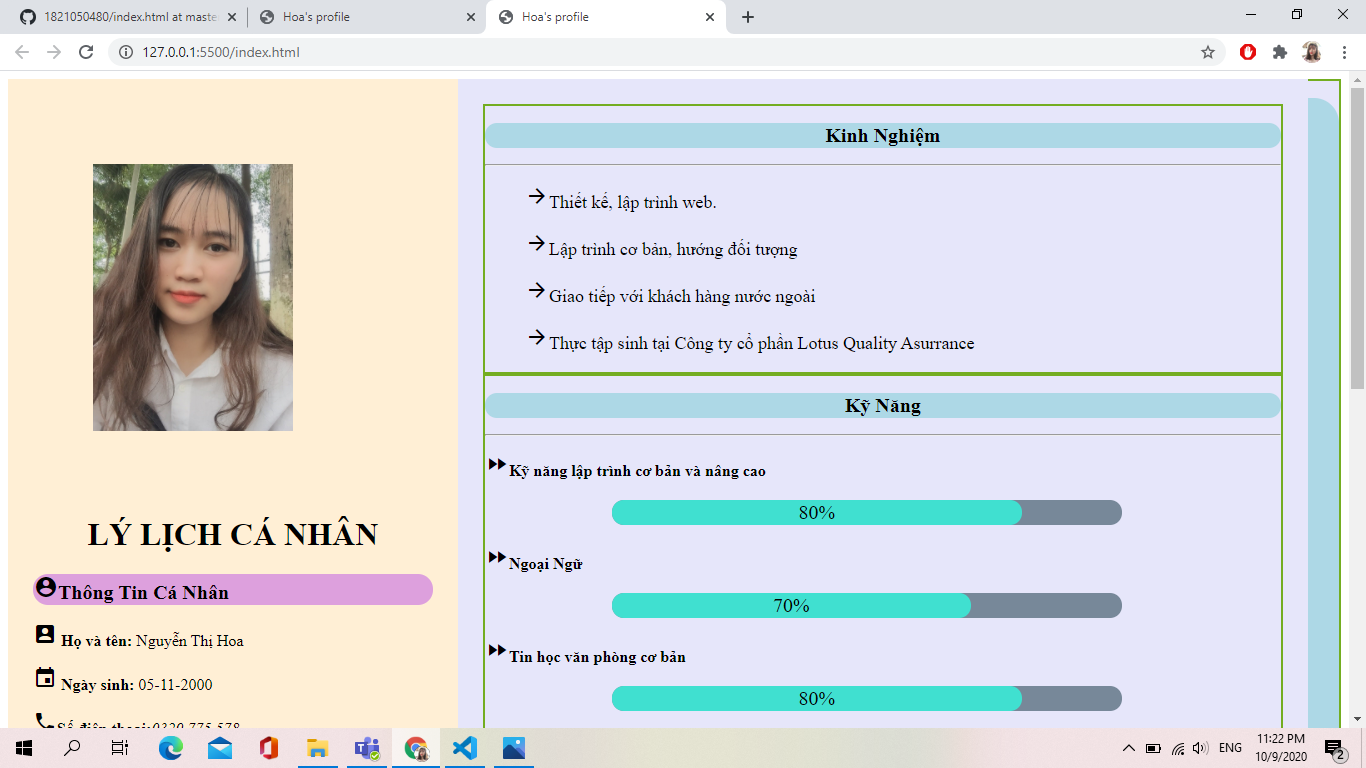 1821050480/index.html at maste
Hoa's profile
Hoa's profile
127.0.0.1:5500/index.html
LÝ LỊCH CÁ NHÂN
Thông Tin Cá Nhân
Họ và tên: Nguyễn Thị Hoa
Ngày sinh: 05-11-2000
Số điện thoại:
Kinh Nghiệm
Thiết kế, lập trình web.
Lập trình cơ bản, hướng đối tượng
Giao tiếp với khách hàng nước ngoài
Thực tập sinh tại Công ty cổ phần Lotus Quality Asurrance
Kỹ Năng
Kỹ năng lập trình cơ bản và nâng cao
80%
Ngoại Ngữ
70%
Tin học văn phòng cơ bản
80%
ENG
11:22 PM
10/9/2020
2